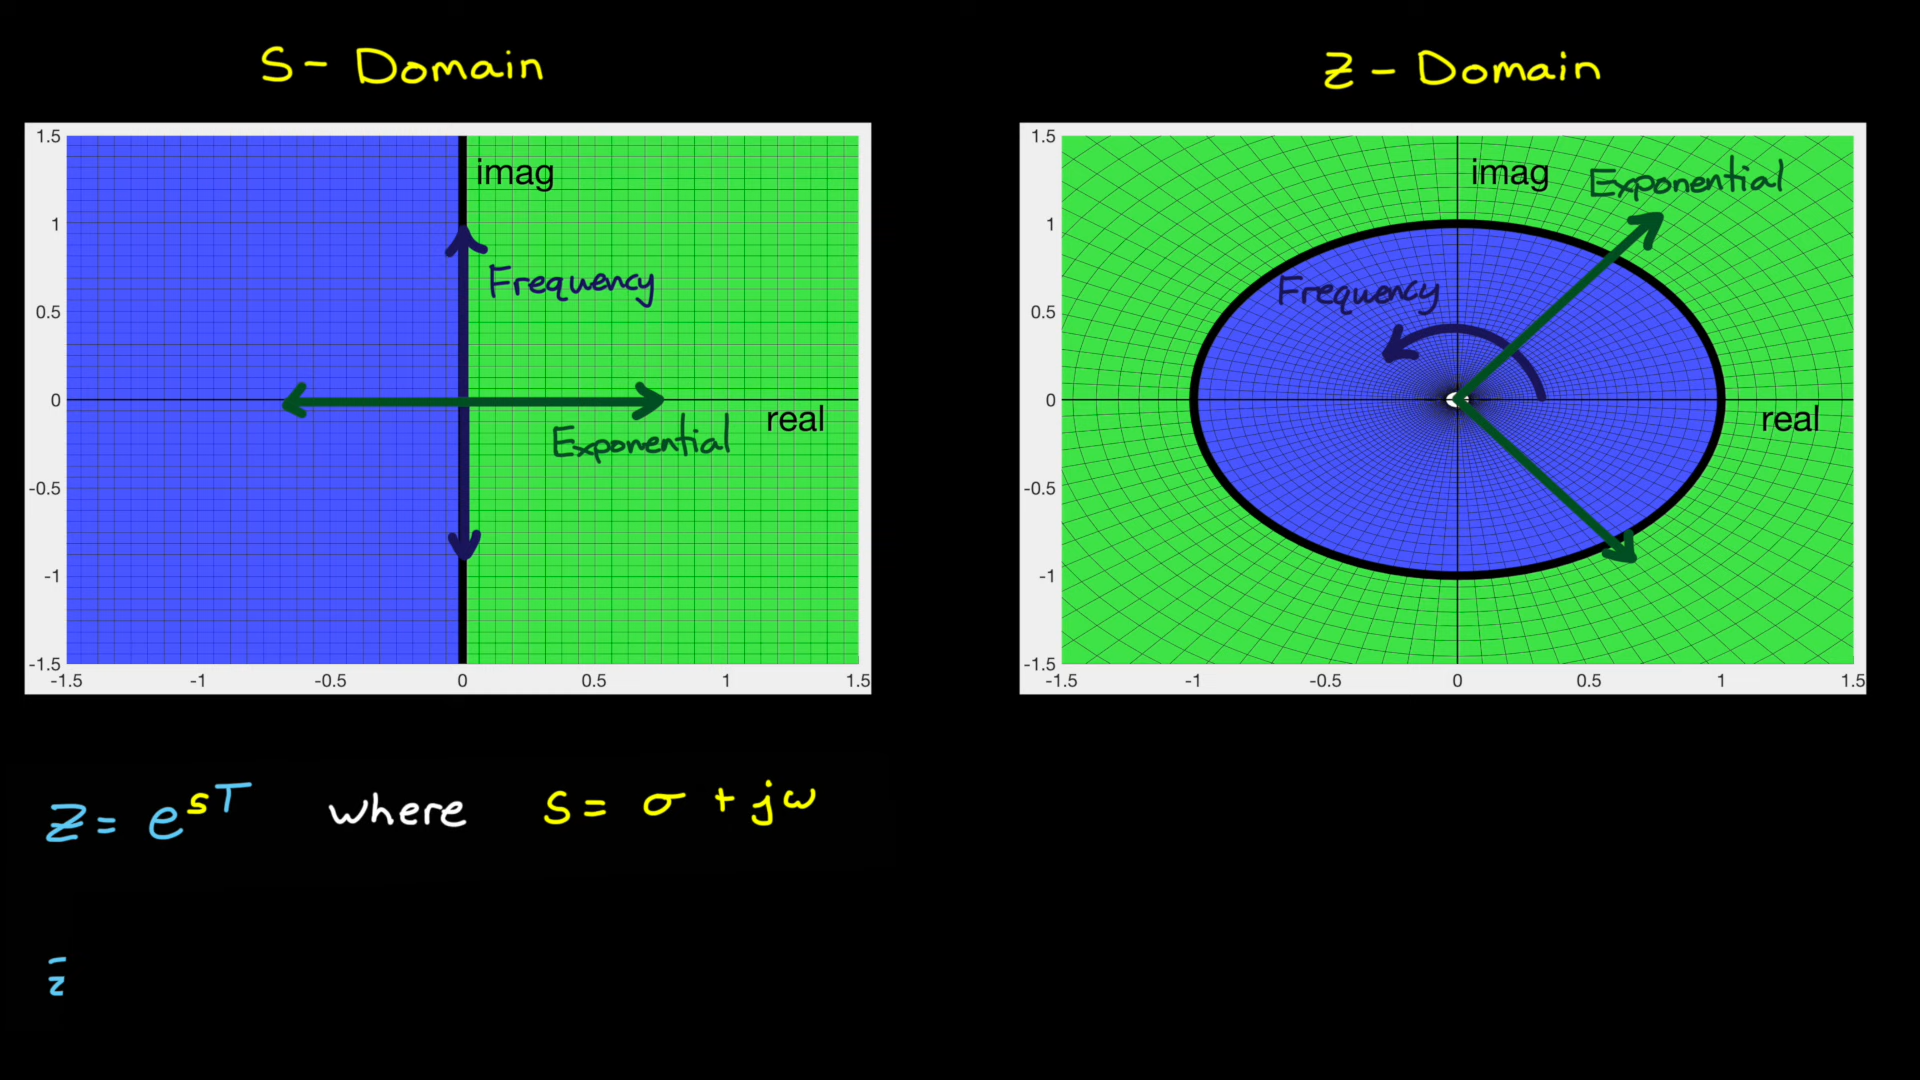 S - Domain
Z - Domain
1.5
1
0.5
0
-0.5
-1
-1.5
-1.5 -1 -0.5 0 0.5 1 1.5
imag
Frequency
real
Exponential
1.5
1
0.5
0
-0.5
-1
-1.5
-1.5 -1 -0.5 0 0.5 1 1.5
imag
Exponential
Frequency
real
z = e^{sT} where s = σ + jω